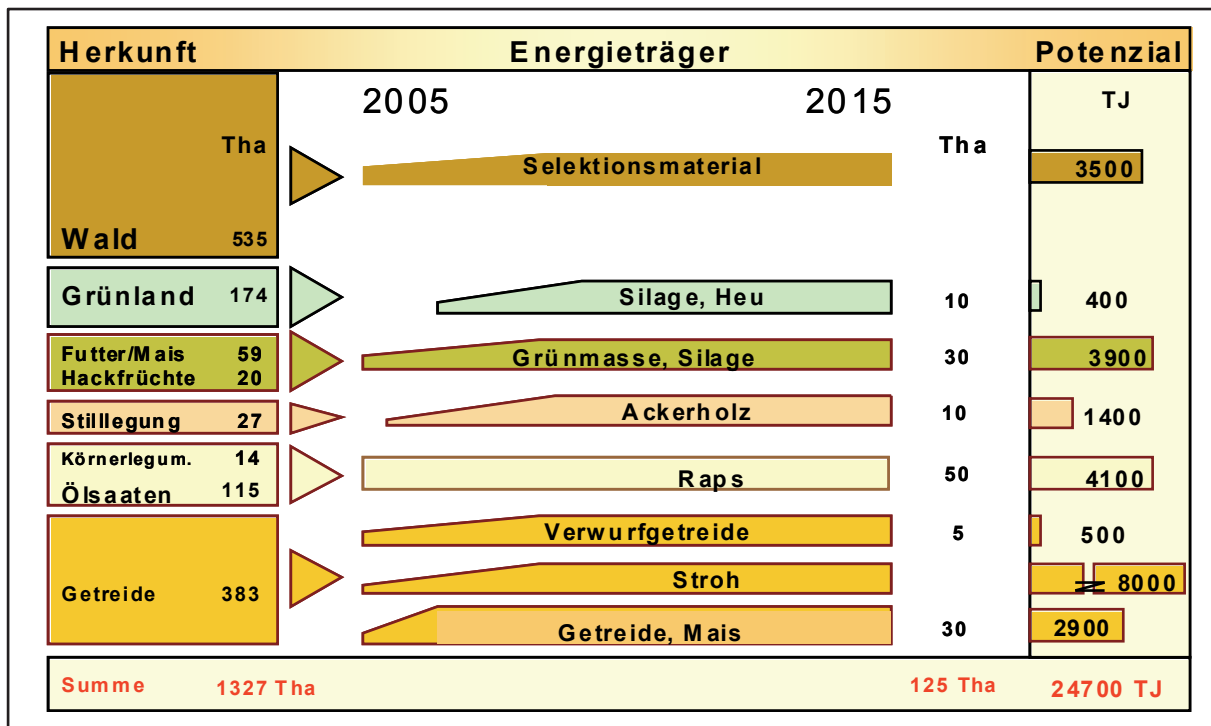 Herkunft Energieträger Potenzial
2005 2015 TJ
Tha Tha
Selektionsmaterial 3500
Wald 535
Grünland 174 Silage, Heu 10 400
Futter/Mais 59
Hackfrüchte 20
Grünmasse, Silage 30 3900
Stilllegung 27 Ackerholz 10 1400
Körnerlegum. 14
Ölsaaten 115
Raps 50 4100
Verwurfgetreide 5 500
Getreide 383
Stroh 8000
Getreide, Mais 30 2900
Summe 1327 Tha 125 Tha 24700 TJ